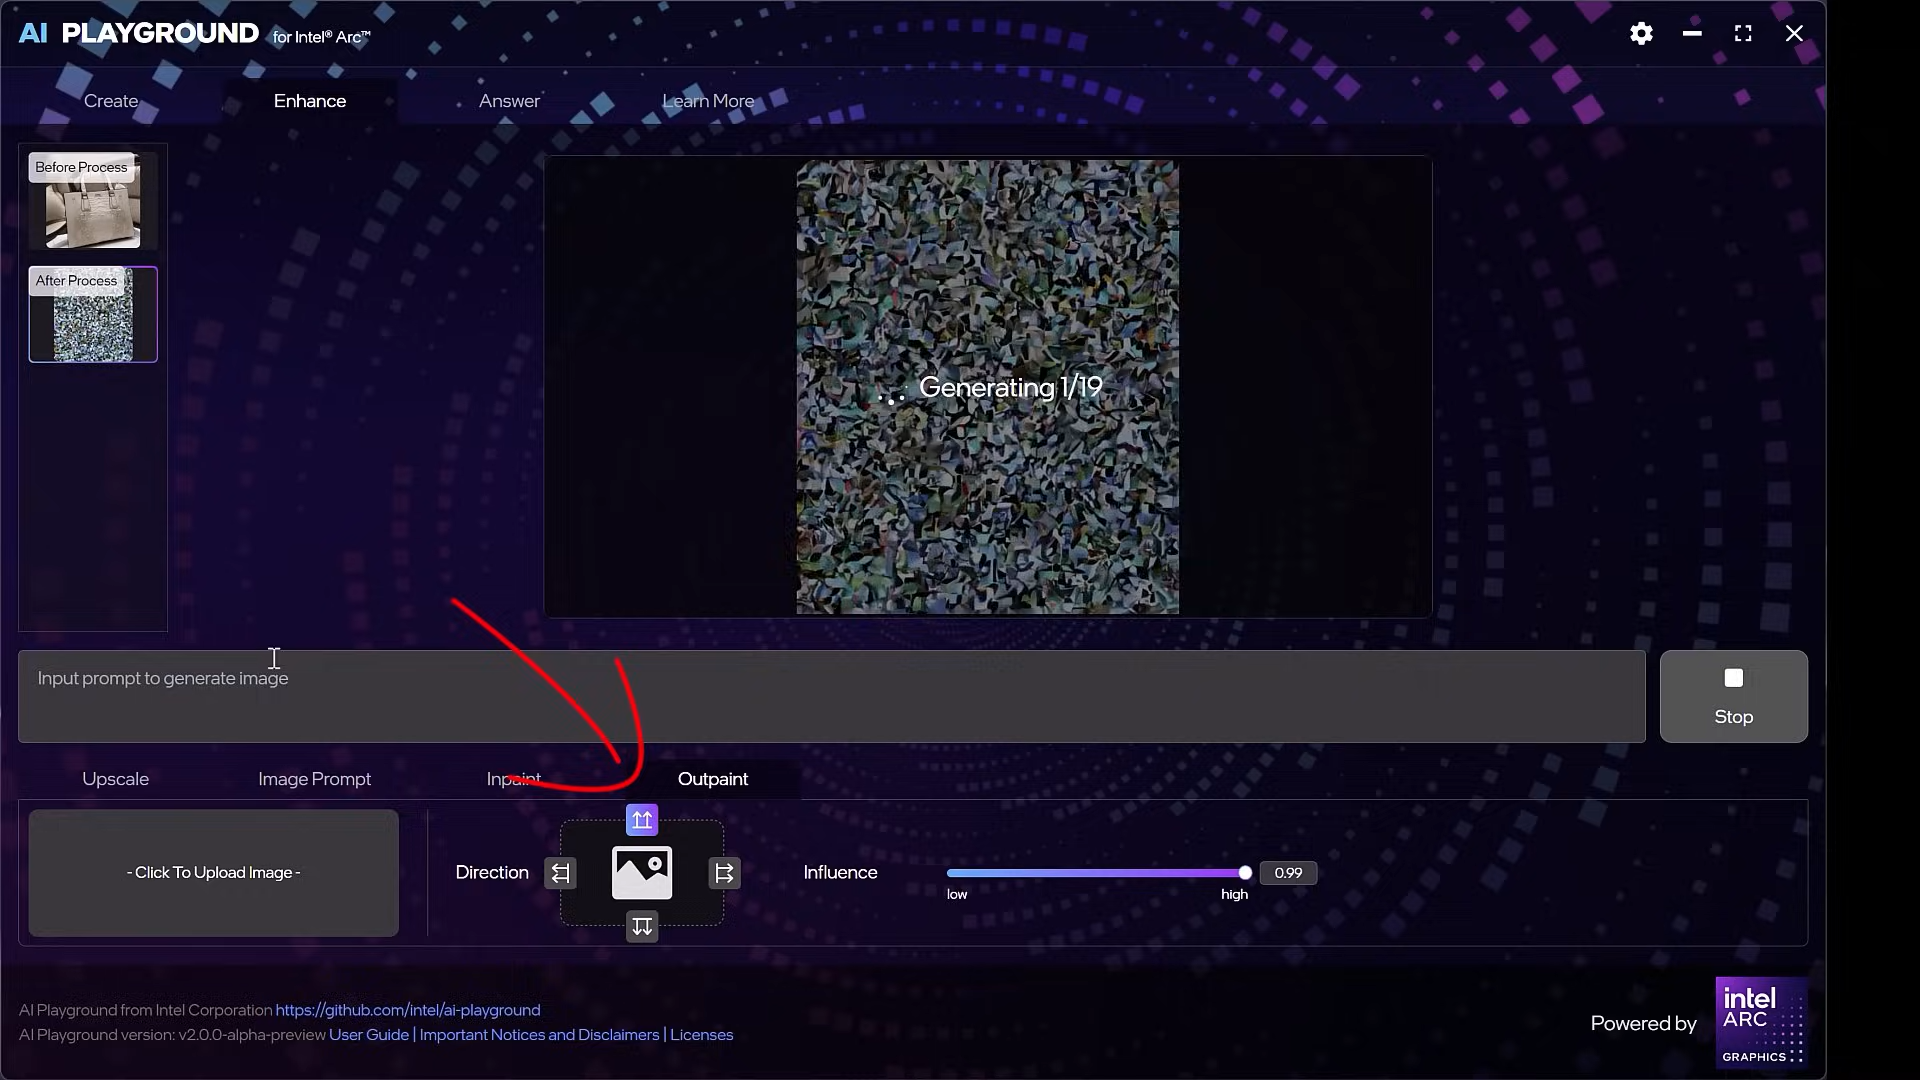 AI PLAYGROUND for Intel® Arc™
Create
Enhance
Answer
Learn More
Before Process
After Process
Generating 1/19
Input prompt to generate image
Stop
Upscale
Image Prompt
Inpaint
Outpaint
- Click To Upload Image -
Direction
Influence
0.99
low
high
AI Playground from Intel Corporation https://github.com/intel/ai-playground
AI Playground version: v2.0.0-alpha-preview User Guide | Important Notices and Disclaimers | Licenses
Powered by
intel
ARC
GRAPHICS